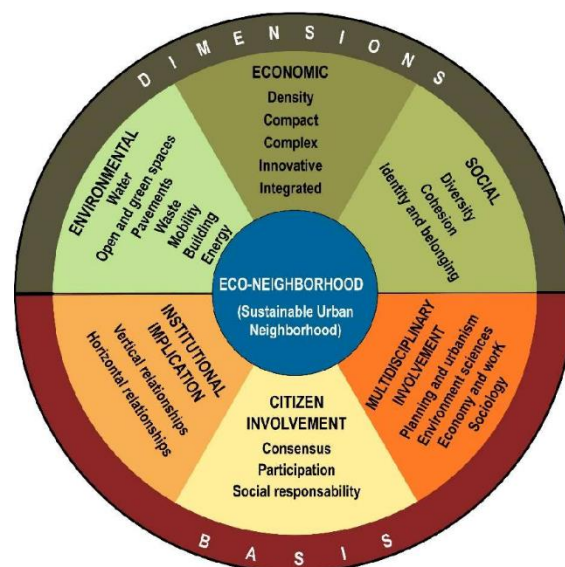 DIMENSIONS
ECONOMIC
Density
Compact
Complex
Innovative
Integrated
ENVIRONMENTAL
Water
Open and green spaces
Pavements
Waste
Mobility
Building
Energy
SOCIAL
Diversity
Cohesion
Identity and belonging
ECO-NEIGHBORHOOD
(Sustainable Urban
Neighborhood)
INSTITUTIONAL
IMPLICATION
Vertical relationships
Horizontal relationships
CITIZEN
INVOLVEMENT
Consensus
Participation
Social responsability
MULTIDISCIPLINARY
INVOLVEMENT
Planning and urbanism
Environment sciences
Economy and worK
Sociology
BASIS